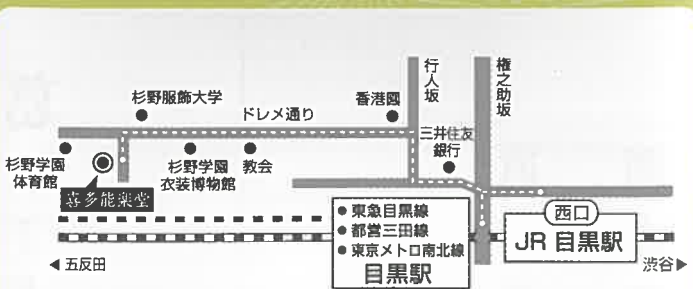 行人坂
権之助坂
杉野服飾大学
ドレメ通り
香港園
三井住友
銀行
杉野学園
体育館
杉野学園
衣装博物館
教会
喜多能楽堂
●東急目黒線
●都営三田線
●東京メトロ南北線
目黒駅
西口
JR 目黒駅
◀五反田
渋谷▶